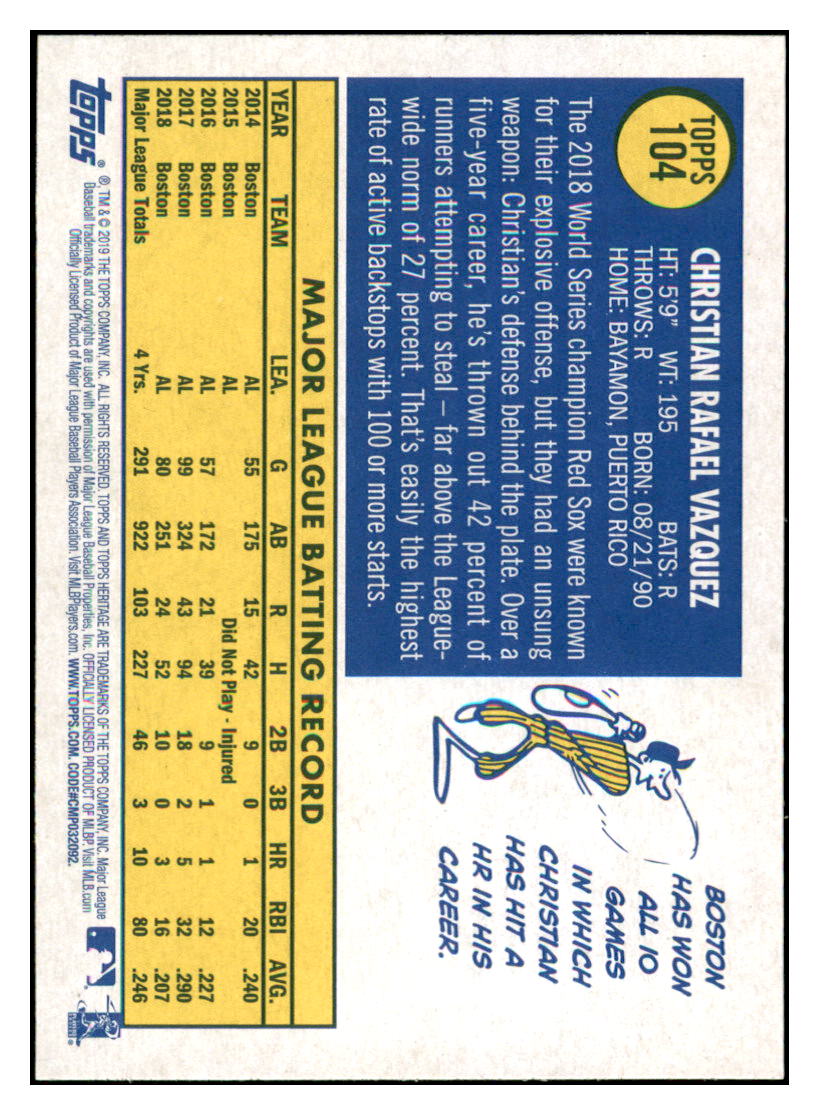 TOPPS
104
CHRISTIAN RAFAEL VAZQUEZ
HT: 5'9" WT: 195 BATS: R
THROWS: R BORN: 08/21/90
HOME: BAYAMON, PUERTO RICO
The 2018 World Series champion Red Sox were known
for their explosive offense, but they had an unsung
weapon: Christian's defense behind the plate. Over a
five-year career, he's thrown out 42 percent of
runners attempting to steal – far above the League-
wide norm of 27 percent. That's easily the highest
rate of active backstops with 100 or more starts.
BOSTON
HAS WON
ALL 10
GAMES
IN WHICH
CHRISTIAN
HAS HIT A
HR IN HIS
CAREER.
MAJOR LEAGUE BATTING RECORD
YEAR TEAM LEA. G AB R H 2B 3B HR RBI AVG.
2014 Boston AL 55 175 15 42 9 0 1 20 .240
2015 Boston AL Did Not Play - Injured
2016 Boston AL 57 172 21 39 9 1 1 12 .227
2017 Boston AL 99 324 43 94 18 2 5 32 .290
2018 Boston AL 80 251 24 52 10 0 3 16 .207
Major League Totals 4 Yrs. 291 922 103 227 46 3 10 80 .246
topps®
®, TM & © 2019 THE TOPPS COMPANY, INC. ALL RIGHTS RESERVED. TOPPS AND TOPPS HERITAGE ARE TRADEMARKS OF THE TOPPS COMPANY, INC. Major League
Baseball trademarks and copyrights are used with permission of Major League Baseball Properties, Inc. OFFICIALLY LICENSED PRODUCT OF MLBP. Visit MLB.com
Officially Licensed Product of Major League Baseball Players Association. Visit MLBPlayers.com. WWW.TOPPS.COM. CODE#CMP032092.